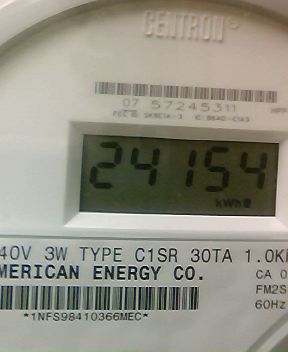 CENTRON®
07 57245311
24154
kWh
40V 3W TYPE C1SR 30TA 1.0K
MERICAN ENERGY CO.
CA 0
FM2S
60Hz
*1NFS98410366MEC*